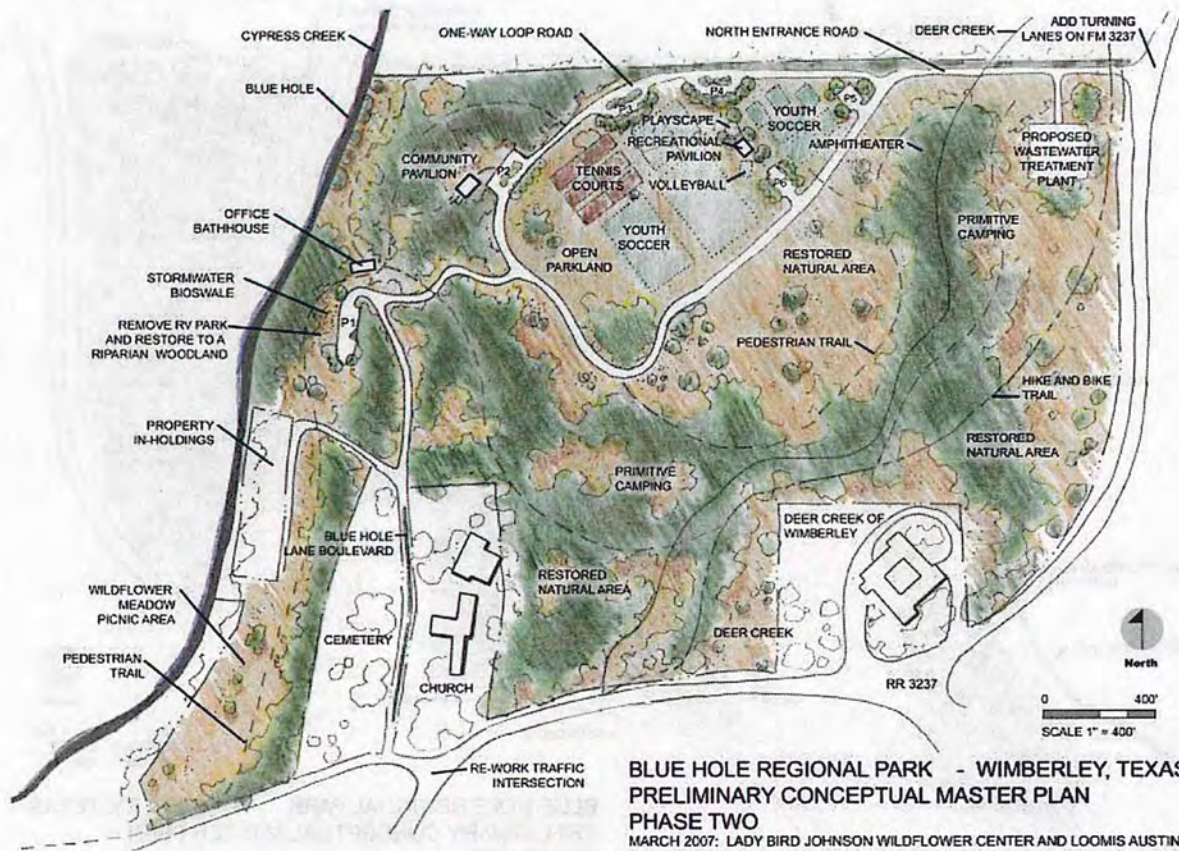 CYPRESS CREEK
ONE-WAY LOOP ROAD
NORTH ENTRANCE ROAD
DEER CREEK
ADD TURNING
LANES ON FM 3237
BLUE HOLE
P3
P4
P5
PLAYSCAPE
YOUTH
SOCCER
RECREATIONAL
PAVILION
AMPHITHEATER
PROPOSED
WASTEWATER
TREATMENT
PLANT
COMMUNITY
PAVILION
P2
TENNIS
COURTS
VOLLEYBALL
P6
OFFICE
BATHHOUSE
YOUTH
SOCCER
PRIMITIVE
CAMPING
OPEN
PARKLAND
RESTORED
NATURAL AREA
STORMWATER
BIOSWALE
P1
REMOVE RV PARK
AND RESTORE TO A
RIPARIAN WOODLAND
PEDESTRIAN TRAIL
HIKE AND BIKE
TRAIL
PROPERTY
IN-HOLDINGS
RESTORED
NATURAL AREA
PRIMITIVE
CAMPING
BLUE HOLE
LANE BOULEVARD
DEER CREEK OF
WIMBERLEY
RESTORED
NATURAL AREA
WILDFLOWER
MEADOW
PICNIC AREA
CEMETERY
DEER CREEK
PEDESTRIAN
TRAIL
CHURCH
RR 3237
North
0 400'
SCALE 1" = 400'
RE-WORK TRAFFIC
INTERSECTION
BLUE HOLE REGIONAL PARK - WIMBERLEY, TEXAS
PRELIMINARY CONCEPTUAL MASTER PLAN
PHASE TWO
MARCH 2007: LADY BIRD JOHNSON WILDFLOWER CENTER AND LOOMIS AUSTIN